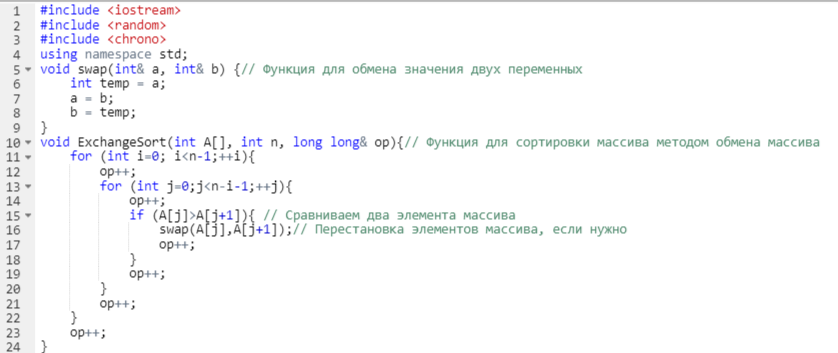 1 #include <iostream>
2 #include <random>
3 #include <chrono>
4 using namespace std;
5 void swap(int& a, int& b) {// Функция для обмена значения двух переменных
6     int temp = a;
7     a = b;
8     b = temp;
9 }
10 void ExchangeSort(int A[], int n, long long& op){// Функция для сортировки массива методом обмена массива
11     for (int i=0; i<n-1;++i){
12         op++;
13         for (int j=0;j<n-i-1;++j){
14             op++;
15             if (A[j]>A[j+1]){ // Сравниваем два элемента массива
16                 swap(A[j],A[j+1]);// Перестановка элементов массива, если нужно
17                 op++;
18             }
19             op++;
20         }
21         op++;
22     }
23     op++;
24 }